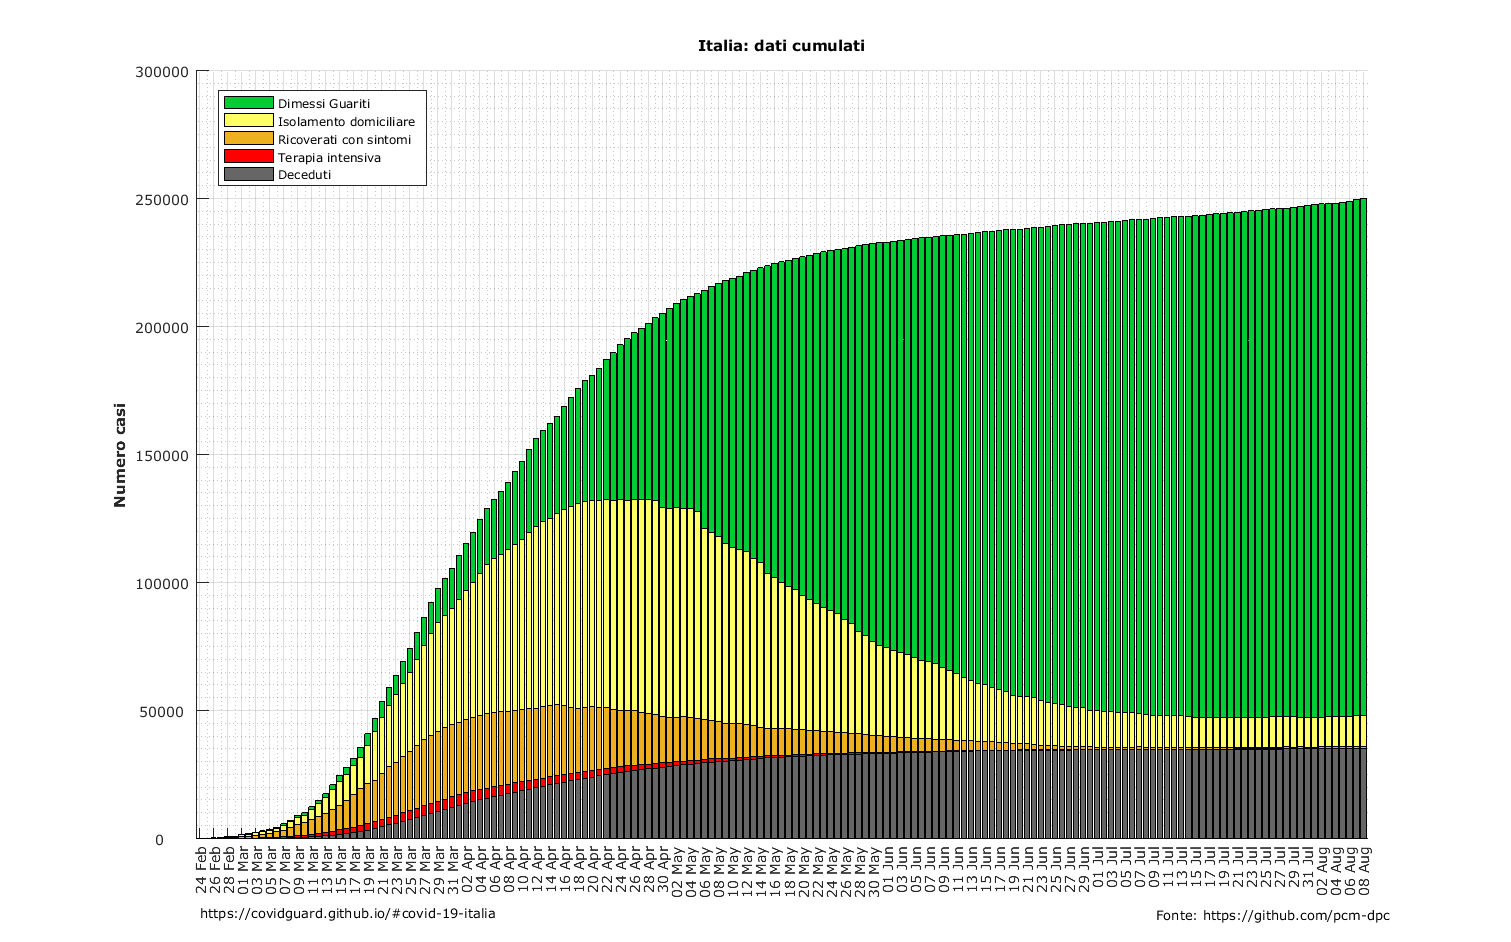 Italia: dati cumulati
300000
250000
200000
150000
100000
50000
0
Numero casi
Dimessi Guariti
Isolamento domiciliare
Ricoverati con sintomi
Terapia intensiva
Deceduti
24 Feb
26 Feb
28 Feb
01 Mar
03 Mar
05 Mar
07 Mar
09 Mar
11 Mar
13 Mar
15 Mar
17 Mar
19 Mar
21 Mar
23 Mar
25 Mar
27 Mar
29 Mar
31 Mar
02 Apr
04 Apr
06 Apr
08 Apr
10 Apr
12 Apr
14 Apr
16 Apr
18 Apr
20 Apr
22 Apr
24 Apr
26 Apr
28 Apr
30 Apr
02 May
04 May
06 May
08 May
10 May
12 May
14 May
16 May
18 May
20 May
22 May
24 May
26 May
28 May
30 May
01 Jun
03 Jun
05 Jun
07 Jun
09 Jun
11 Jun
13 Jun
15 Jun
17 Jun
19 Jun
21 Jun
23 Jun
25 Jun
27 Jun
29 Jun
01 Jul
03 Jul
05 Jul
07 Jul
09 Jul
11 Jul
13 Jul
15 Jul
17 Jul
19 Jul
21 Jul
23 Jul
25 Jul
27 Jul
29 Jul
31 Jul
02 Aug
04 Aug
06 Aug
08 Aug
https://covidguard.github.io/#covid-19-italia
Fonte: https://github.com/pcm-dpc